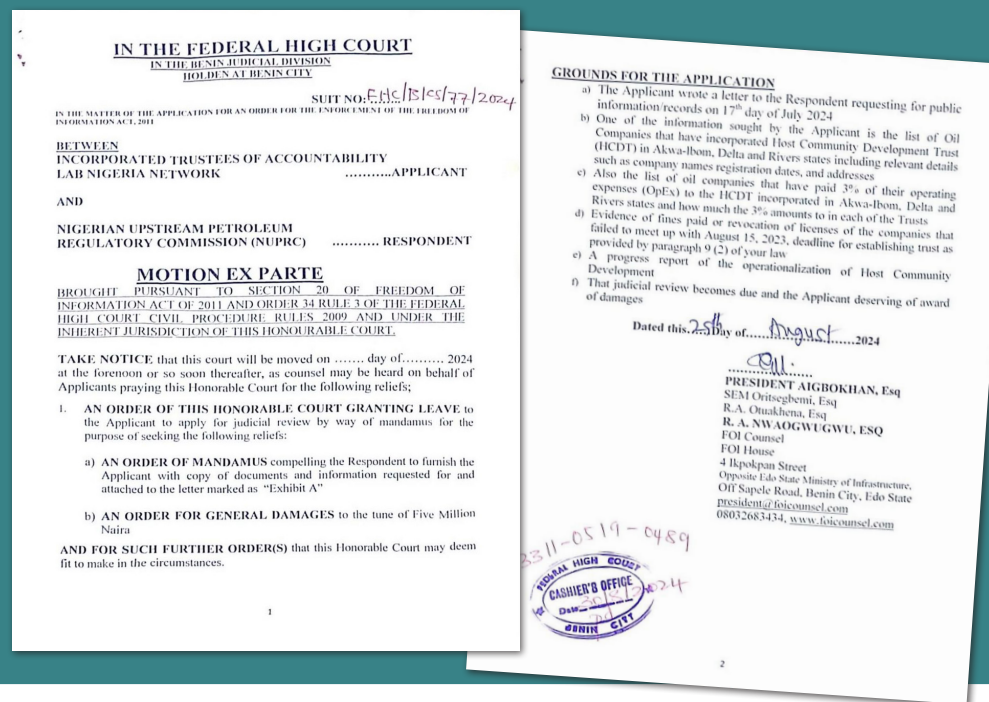 IN THE FEDERAL HIGH COURT
IN THE BENIN JUDICIAL DIVISION
HOLDEN AT BENIN CITY
SUIT NO: FHC/B/CS/77/2024
IN THE MATTER OF THE APPLICATION FOR AN ORDER FOR THE ENFORCEMENT OF THE FREEDOM OF
INFORMATION ACT, 2011
BETWEEN
INCORPORATED TRUSTEES OF ACCOUNTABILITY
LAB NIGERIA NETWORK ...........APPLICANT
AND
NIGERIAN UPSTREAM PETROLEUM
REGULATORY COMMISSION (NUPRC) ........... RESPONDENT
MOTION EX PARTE
BROUGHT PURSUANT TO SECTION 20 OF FREEDOM OF
INFORMATION ACT OF 2011 AND ORDER 34 RULE 3 OF THE FEDERAL
HIGH COURT CIVIL PROCEDURE RULES 2009 AND UNDER THE
INHERENT JURISDICTION OF THIS HONOURABLE COURT.
TAKE NOTICE that this court will be moved on ....... day of.......... 2024
at the forenoon or so soon thereafter, as counsel may be heard on behalf of
Applicants praying this Honorable Court for the following reliefs;
1. AN ORDER OF THIS HONORABLE COURT GRANTING LEAVE to
the Applicant to apply for judicial review by way of mandamus for the
purpose of seeking the following reliefs:
a) AN ORDER OF MANDAMUS compelling the Respondent to furnish the
Applicant with copy of documents and information requested for and
attached to the letter marked as “Exhibit A”
b) AN ORDER FOR GENERAL DAMAGES to the tune of Five Million
Naira
AND FOR SUCH FURTHER ORDER(S) that this Honorable Court may deem
fit to make in the circumstances.
1
GROUNDS FOR THE APPLICATION
a) The Applicant wrote a letter to the Respondent requesting for public
information/records on 17th day of July 2024
b) One of the information sought by the Applicant is the list of Oil
Companies that have incorporated Host Community Development Trust
(HCDT) in Akwa-Ibom, Delta and Rivers states including relevant details
such as company names registration dates, and addresses
c) Also the list of oil companies that have paid 3% of their operating
expenses (OpEx) to the HCDT incorporated in Akwa-Ibom, Delta and
Rivers states and how much the 3% amounts to in each of the Trusts
d) Evidence of fines paid or revocation of licenses of the companies that
failed to meet up with August 15, 2023, deadline for establishing trust as
provided by paragraph 9 (2) of your law
e) A progress report of the operationalization of Host Community
Development
f) That judicial review becomes due and the Applicant deserving of award
of damages
Dated this 25th Day of......August......2024
PRESIDENT AIGBOKHAN, Esq
SEM Oritsegbemi, Esq
R.A. Otuakhena, Esq
R. A. NWAOGWUGWU, ESQ
FOI Counsel
FOI House
4 Ikpokpan Street
Opposite Edo State Ministry of Infrastructure,
Off Sapele Road, Benin City, Edo State
president@foicounsel.com
08032683434, www.foicounsel.com
3311-0519-0489
FEDERAL HIGH COURT
CASHIER'S OFFICE
Date 30/8/2024
BENIN CITY
2